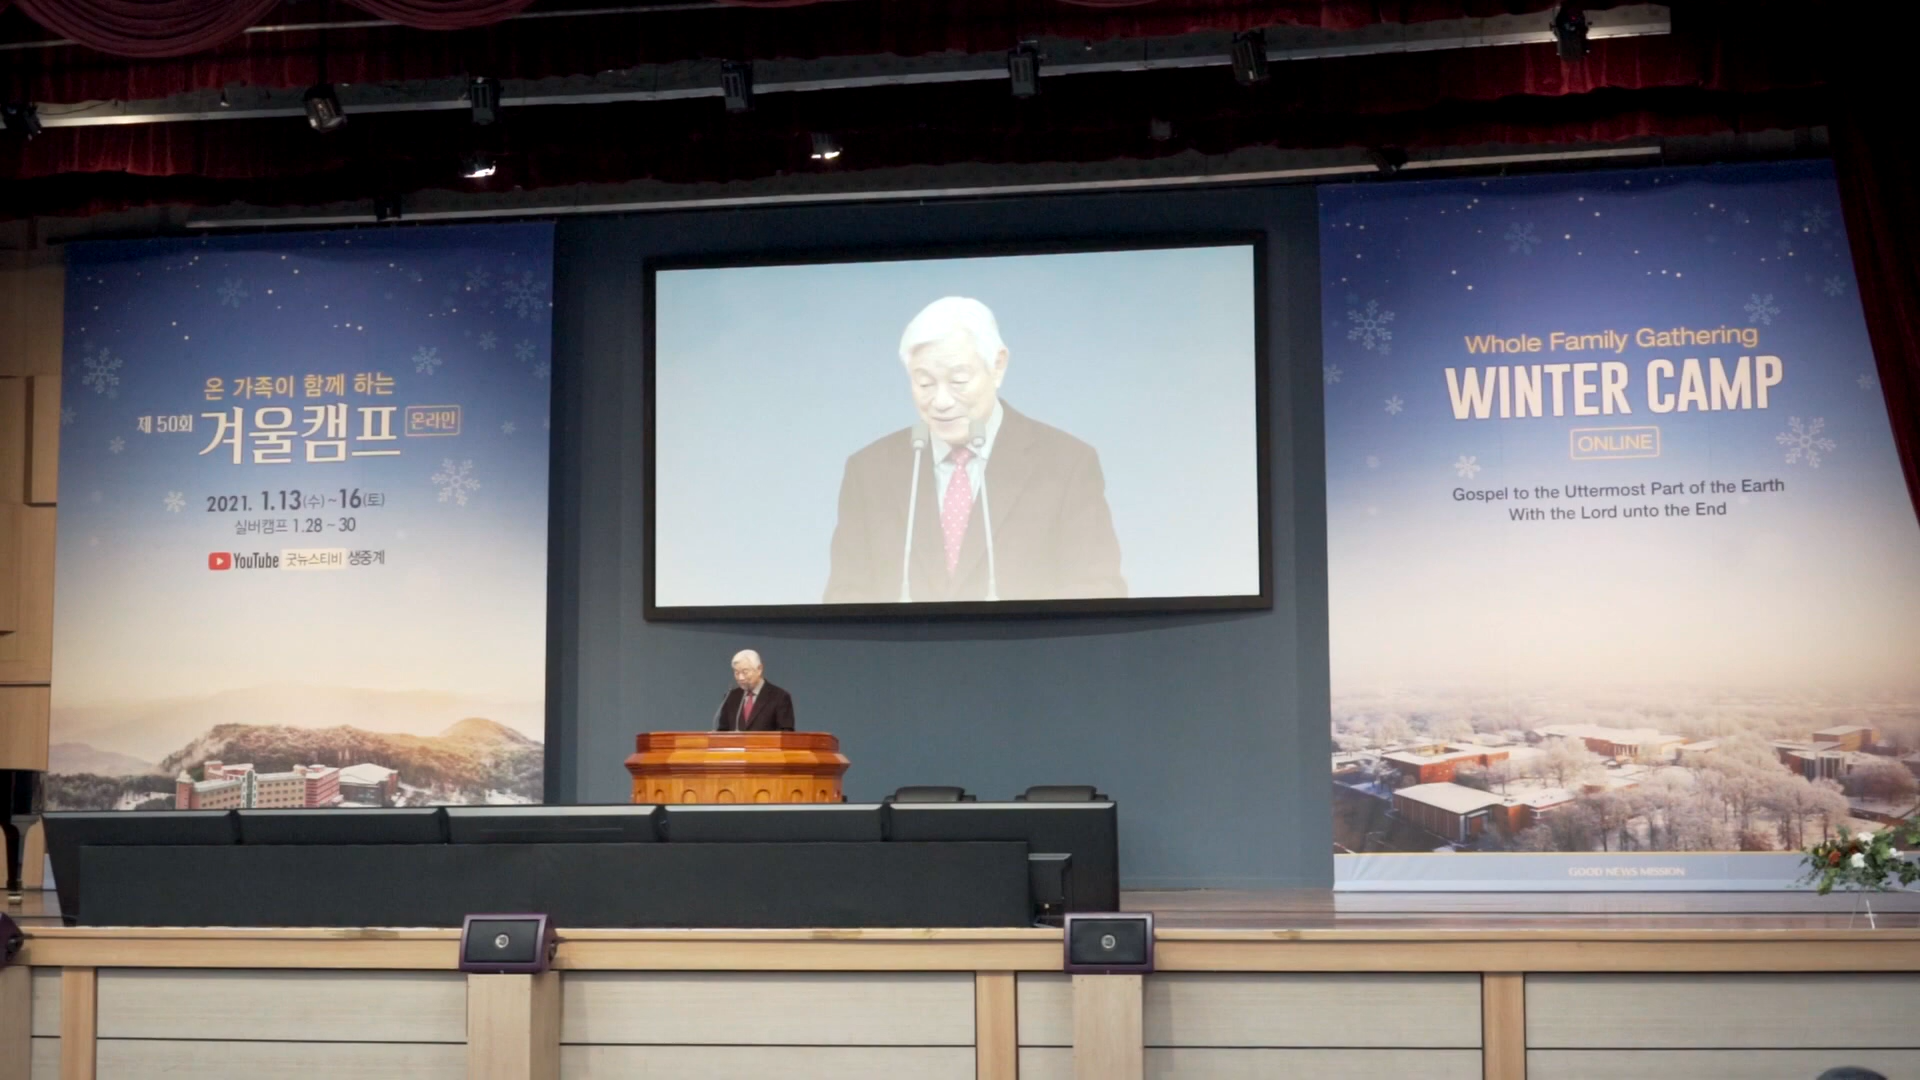 온 가족이 함께 하는
제 50회 겨울캠프 온라인
2021. 1.13(수) ~ 16(토)
실버캠프 1.28 ~ 30
YouTube 굿뉴스티비 생중계
Whole Family Gathering
WINTER CAMP
ONLINE
Gospel to the Uttermost Part of the Earth
With the Lord unto the End
GOOD NEWS MISSION